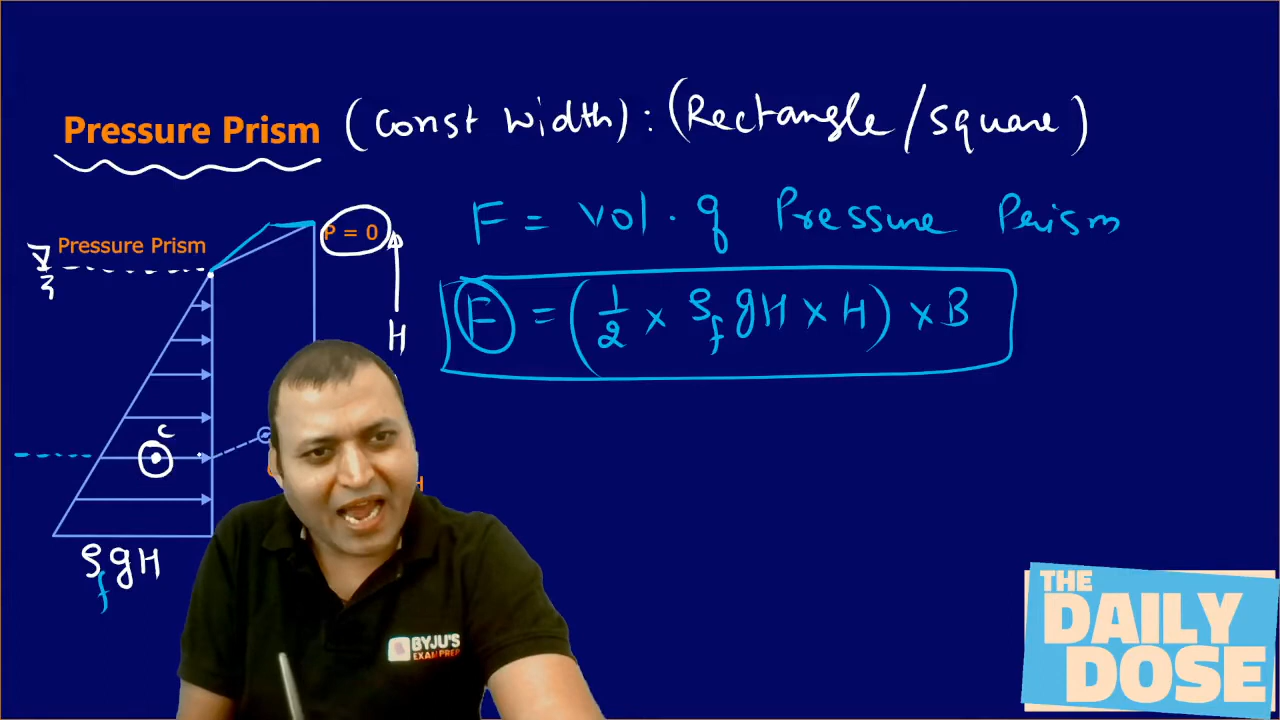 Pressure Prism (const width) : (Rectangle/square)
F = Vol. of Pressure Prism
Pressure Prism
P = 0
F = (1/2 × ρf gH × H) × B
H
C
H
ρf gH
BYJU'S
EXAM PREP
THE
DAILY
DOSE